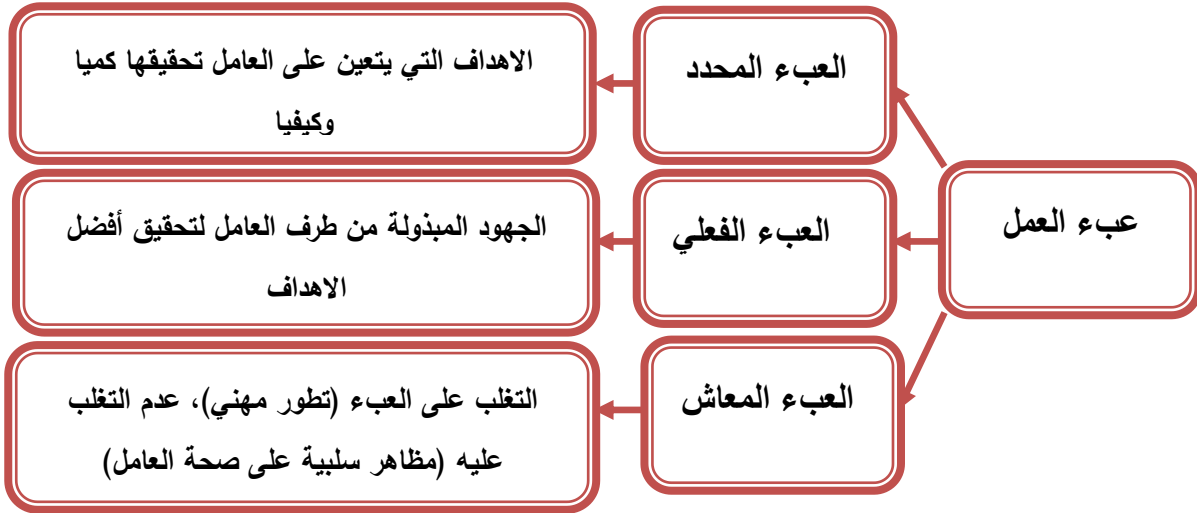 عبء العمل
العبء المحدد
الاهداف التي يتعين على العامل تحقيقها كميا
وكيفيا
العبء الفعلي
الجهود المبذولة من طرف العامل لتحقيق أفضل
الاهداف
العبء المعاش
التغلب على العبء (تطور مهني)، عدم التغلب
عليه (مظاهر سلبية على صحة العامل)